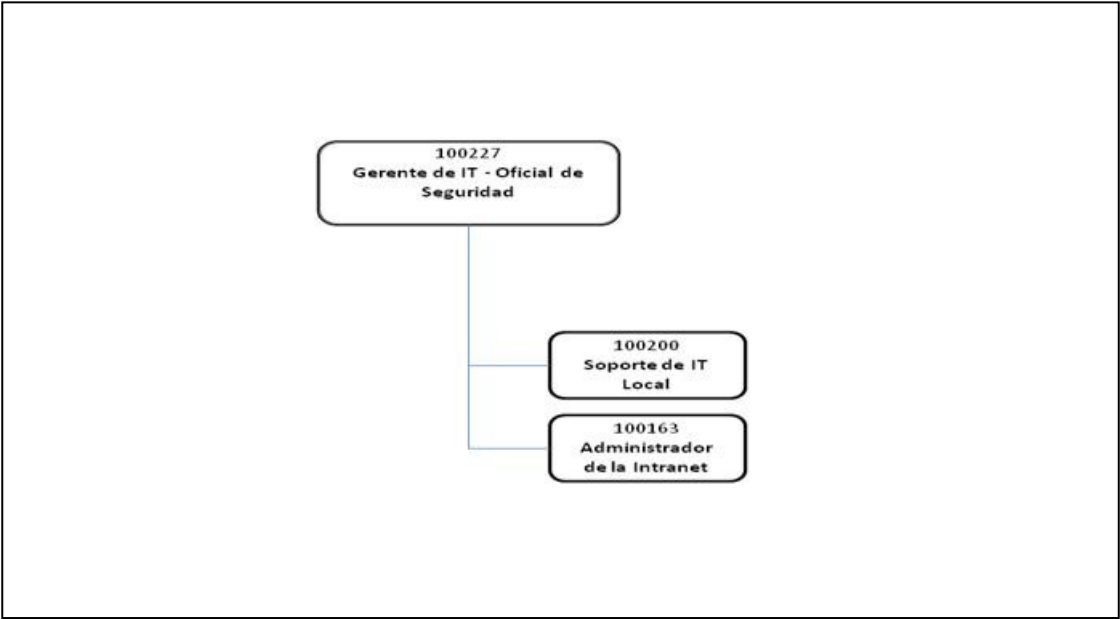 100227
Gerente de IT - Oficial de
Seguridad
100200
Soporte de IT
Local
100163
Administrador
de la Intranet